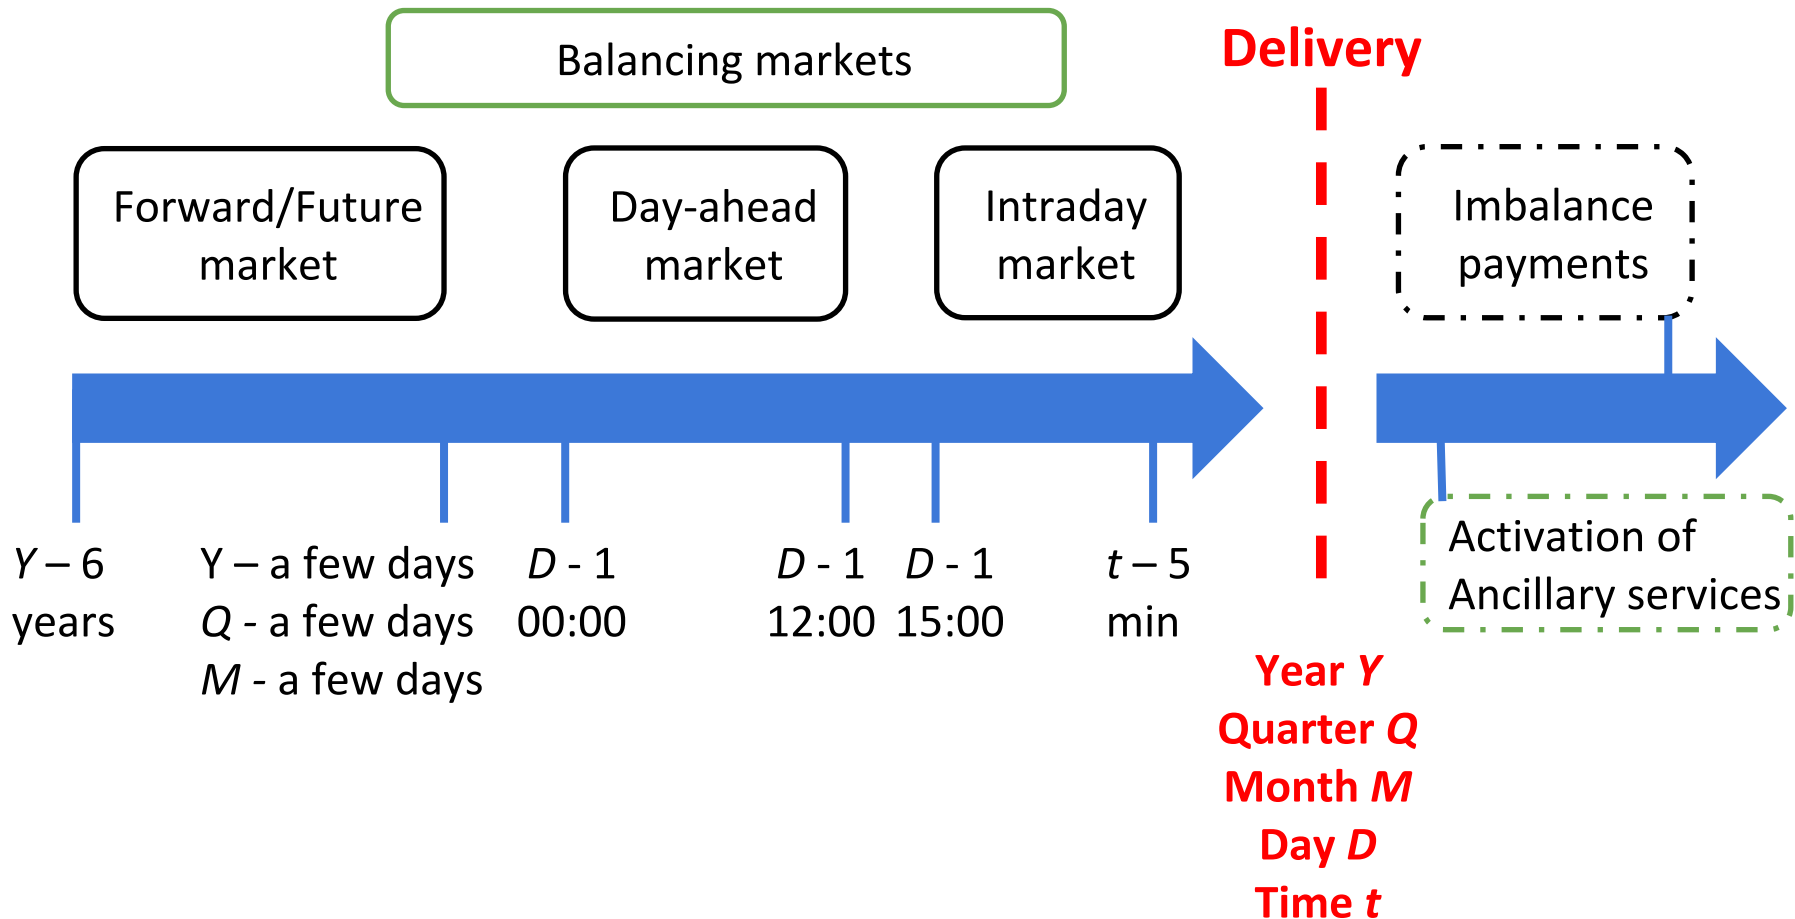 Balancing markets
Delivery
Forward/Future
market
Day-ahead
market
Intraday
market
Imbalance
payments
Y – 6
years
Y – a few days
Q - a few days
M - a few days
D - 1
00:00
D - 1
12:00
D - 1
15:00
t – 5
min
Activation of
Ancillary services
Year Y
Quarter Q
Month M
Day D
Time t